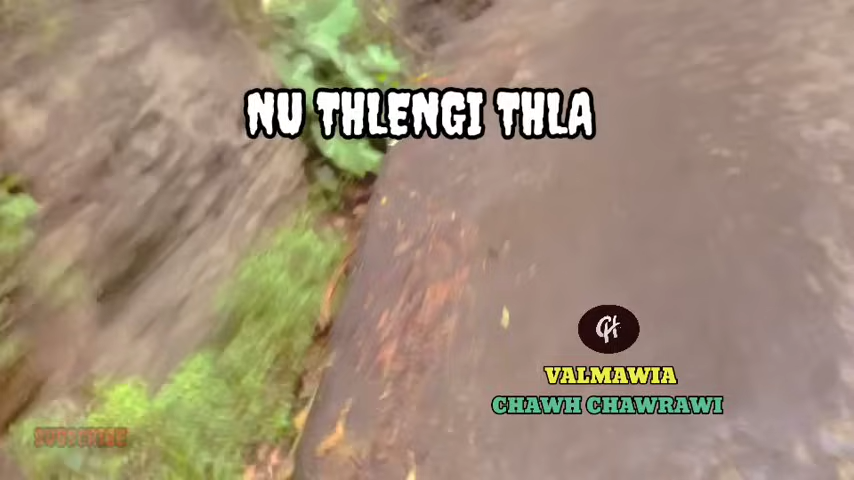 NU THLENGI THLA
VALMAWIA
CHAWH CHAWRAWI
SUBSCRIBE